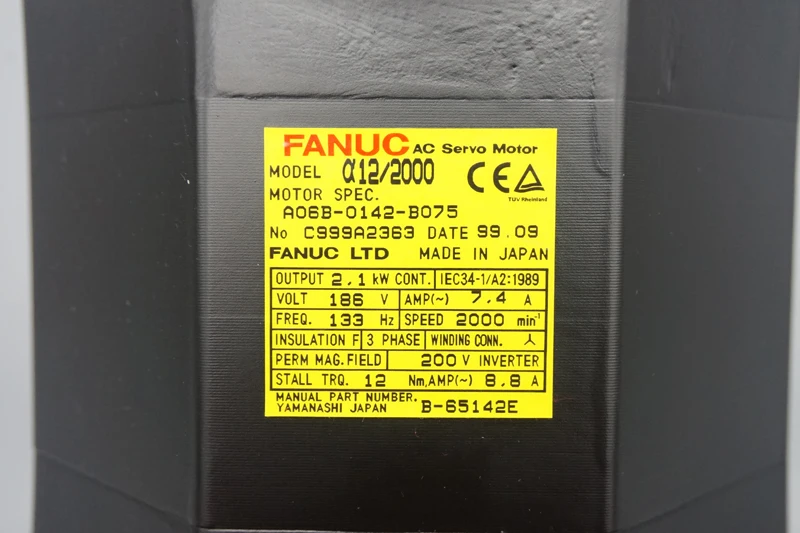 FANUC AC Servo Motor
MODEL α12/2000
MOTOR SPEC.
A06B-0142-B075
CE
TUV Rheinland
No C999A2363 DATE 99.09
FANUC LTD MADE IN JAPAN
OUTPUT 2.1 kW CONT. IEC34-1/A2:1989
VOLT 186 V AMP(~) 7.4 A
FREQ. 133 Hz SPEED 2000 min-1
INSULATION F 3 PHASE WINDING CONN. 人
PERM MAG. FIELD 200 V INVERTER
STALL TRQ. 12 Nm, AMP(~) 8.8 A
MANUAL PART NUMBER.
YAMANASHI JAPAN B-65142E